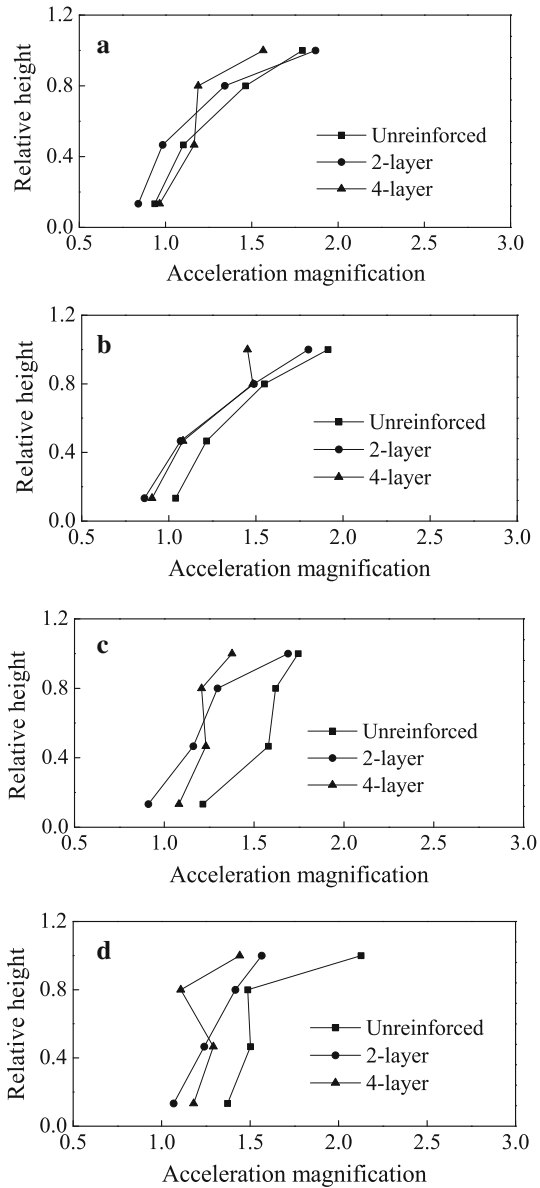 a
1.2
0.8
0.4
0.0
Relative height
Unreinforced
2-layer
4-layer
0.5 1.0 1.5 2.0 2.5 3.0
Acceleration magnification
b
1.2
0.8
0.4
0.0
Relative height
Unreinforced
2-layer
4-layer
0.5 1.0 1.5 2.0 2.5 3.0
Acceleration magnification
c
1.2
0.8
0.4
0.0
Relative height
Unreinforced
2-layer
4-layer
0.5 1.0 1.5 2.0 2.5 3.0
Acceleration magnification
d
1.2
0.8
0.4
0.0
Relative height
Unreinforced
2-layer
4-layer
0.5 1.0 1.5 2.0 2.5 3.0
Acceleration magnification